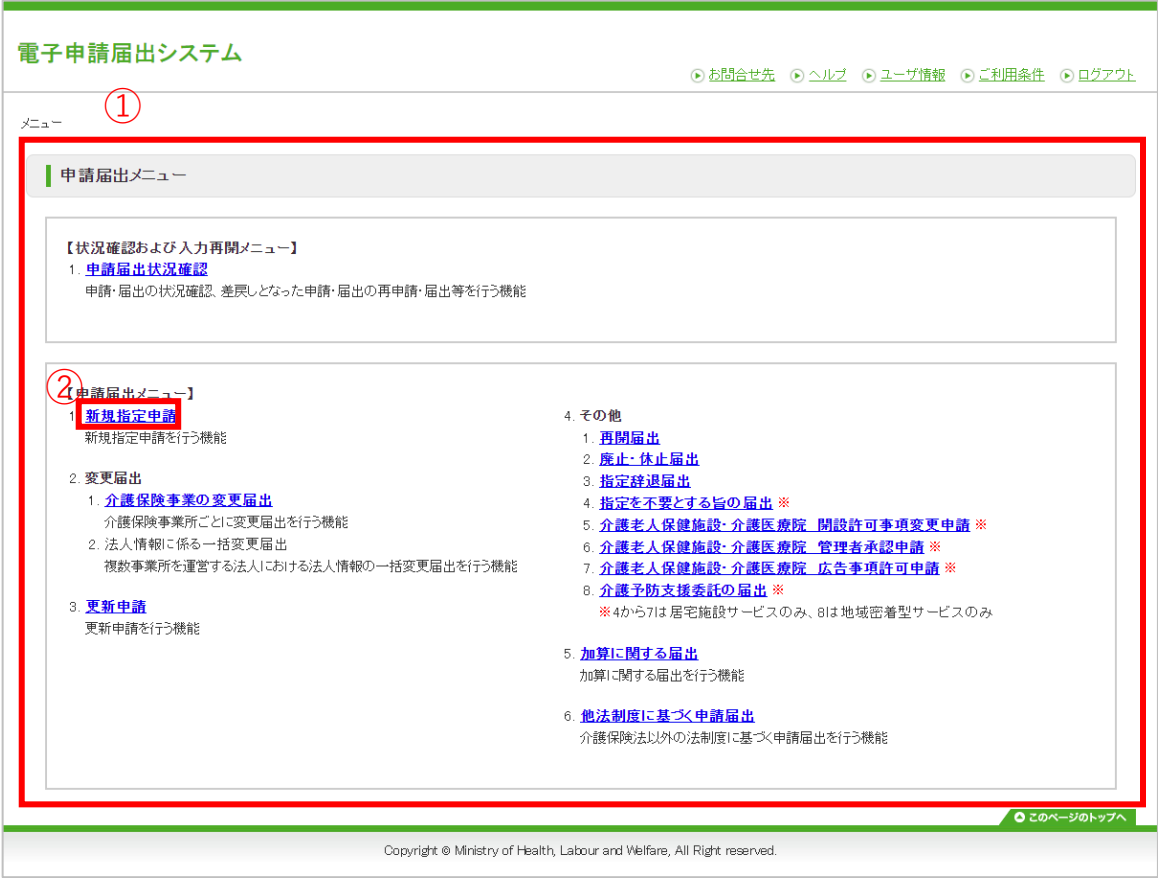 電子申請届出システム
お問合せ先 ヘルプ ユーザ情報 ご利用条件 ログアウト
①
メニュー
申請届出メニュー
【状況確認および入力再開メニュー】
1. 申請届出状況確認
申請・届出の状況確認、差戻しとなった申請・届出の再申請・届出等を行う機能
②
【申請届出メニュー】
1. 新規指定申請
新規指定申請を行う機能
2. 変更届出
1. 介護保険事業の変更届出
介護保険事業所ごとに変更届出を行う機能
2. 法人情報に係る一括変更届出
複数事業所を運営する法人における法人情報の一括変更届出を行う機能
3. 更新申請
更新申請を行う機能
4. その他
1. 再開届出
2. 廃止・休止届出
3. 指定辞退届出
4. 指定を不要とする旨の届出 ※
5. 介護老人保健施設・介護医療院 開設許可事項変更申請 ※
6. 介護老人保健施設・介護医療院 管理者承認申請 ※
7. 介護老人保健施設・介護医療院 広告事項許可申請 ※
8. 介護予防支援委託の届出 ※
※4から7は居宅施設サービスのみ、8は地域密着型サービスのみ
5. 加算に関する届出
加算に関する届出を行う機能
6. 他法制度に基づく申請届出
介護保険法以外の法制度に基づく申請届出を行う機能
このページのトップへ
Copyright © Ministry of Health, Labour and Welfare, All Right reserved.